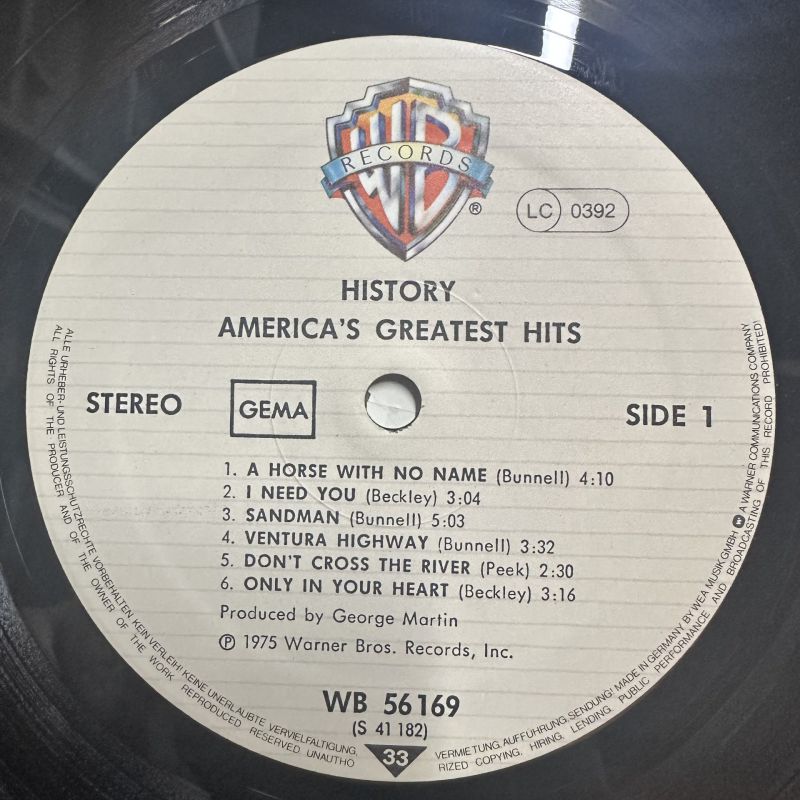 WB
RECORDS
®
LC 0392
HISTORY
AMERICA'S GREATEST HITS
STEREO
GEMA
SIDE 1
1. A HORSE WITH NO NAME (Bunnell) 4:10
2. I NEED YOU (Beckley) 3:04
3. SANDMAN (Bunnell) 5:03
4. VENTURA HIGHWAY (Bunnell) 3:32
5. DON'T CROSS THE RIVER (Peek) 2:30
6. ONLY IN YOUR HEART (Beckley) 3:16
Produced by George Martin
℗ 1975 Warner Bros. Records, Inc.
WB 56 169
(S 41 182)
33
ALLE URHEBER- UND LEISTUNGSSCHUTZRECHTE VORBEHALTEN KEIN VERLEIH! KEINE UNERLAUBTE VERVIELFÄLTIGUNG, VERMIETUNG, AUFFÜHRUNG, SENDUNG! MADE IN GERMANY BY WEA MUSIK GMBH A WARNER COMMUNICATIONS COMPANY
ALL RIGHTS OF THE PRODUCER AND OF THE OWNER OF THE WORK REPRODUCED RESERVED. UNAUTHO RIZED COPYING, HIRING, LENDING, PUBLIC PERFORMANCE AND BROADCASTING OF THIS RECORD PROHIBITED!